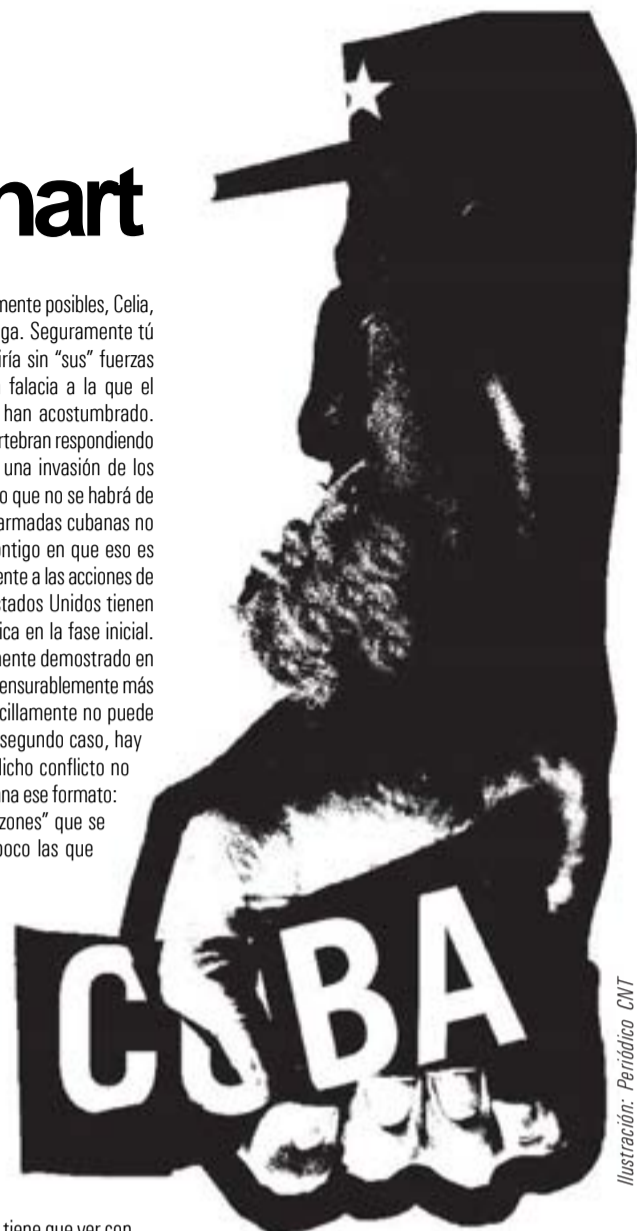 hart
mente posibles, Celia,
ga. Seguramente tú
iría sin “sus” fuerzas
falacia a la que el
han acostumbrado.
rtebran respondiendo
una invasión de los
o que no se habrá de
armadas cubanas no
ontigo en que eso es
ente a las acciones de
stados Unidos tienen
ica en la fase inicial.
mente demostrado en
ensurablemente más
cillamente no puede
segundo caso, hay
dicho conflicto no
na ese formato:
zones” que se
poco las que
CUBA
Ilustración: Periódico CNT
tiene que ver con